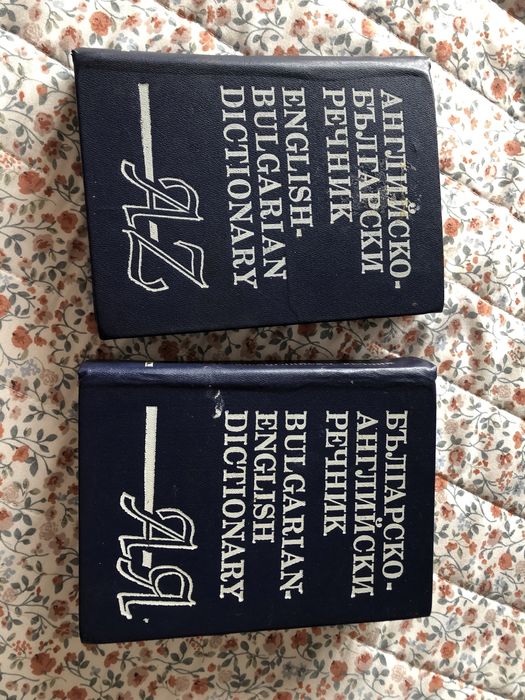 АНГЛИЙСКО-
БЪЛГАРСКИ
РЕЧНИК
ENGLISH-
BULGARIAN
DICTIONARY
A-Z
БЪЛГАРСКО-
АНГЛИЙСКИ
РЕЧНИК
BULGARIAN-
ENGLISH
DICTIONARY
А-Я